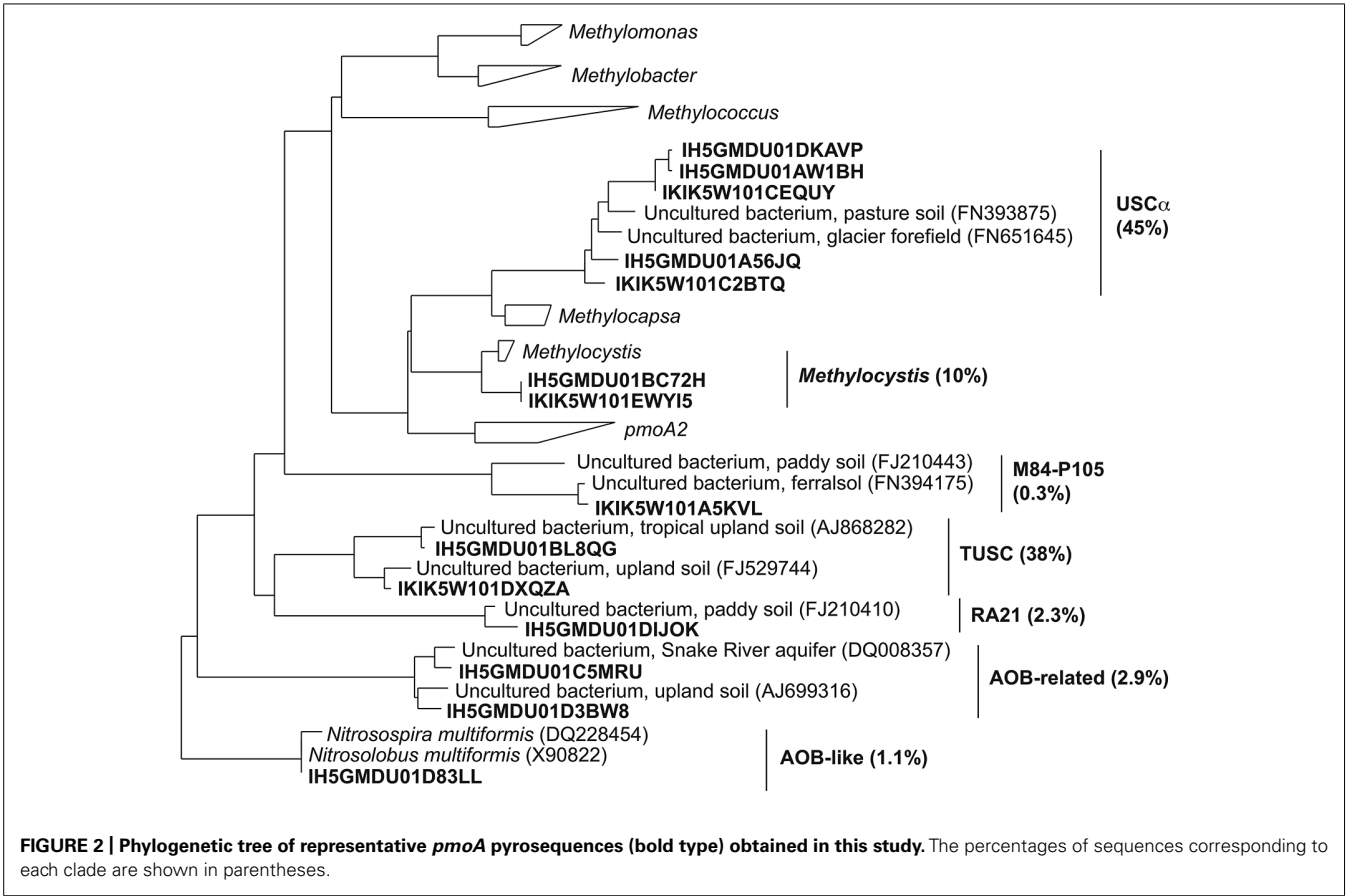 Methylomonas
Methylobacter
Methylococcus
IH5GMDU01DKAVP
IH5GMDU01AW1BH
IKIK5W101CEQUY
Uncultured bacterium, pasture soil (FN393875)
Uncultured bacterium, glacier forefield (FN651645)
IH5GMDU01A56JQ
IKIK5W101C2BTQ
USCα
(45%)
Methylocapsa
Methylocystis
IH5GMDU01BC72H
IKIK5W101EWYI5
Methylocystis (10%)
pmoA2
Uncultured bacterium, paddy soil (FJ210443)
Uncultured bacterium, ferralsol (FN394175)
IKIK5W101A5KVL
M84-P105
(0.3%)
Uncultured bacterium, tropical upland soil (AJ868282)
IH5GMDU01BL8QG
Uncultured bacterium, upland soil (FJ529744)
IKIK5W101DXQZA
TUSC (38%)
Uncultured bacterium, paddy soil (FJ210410)
IH5GMDU01DIJOK
RA21 (2.3%)
Uncultured bacterium, Snake River aquifer (DQ008357)
IH5GMDU01C5MRU
Uncultured bacterium, upland soil (AJ699316)
IH5GMDU01D3BW8
AOB-related (2.9%)
Nitrosospira multiformis (DQ228454)
Nitrosolobus multiformis (X90822)
IH5GMDU01D83LL
AOB-like (1.1%)
FIGURE 2 | Phylogenetic tree of representative pmoA pyrosequences (bold type) obtained in this study. The percentages of sequences corresponding to
each clade are shown in parentheses.